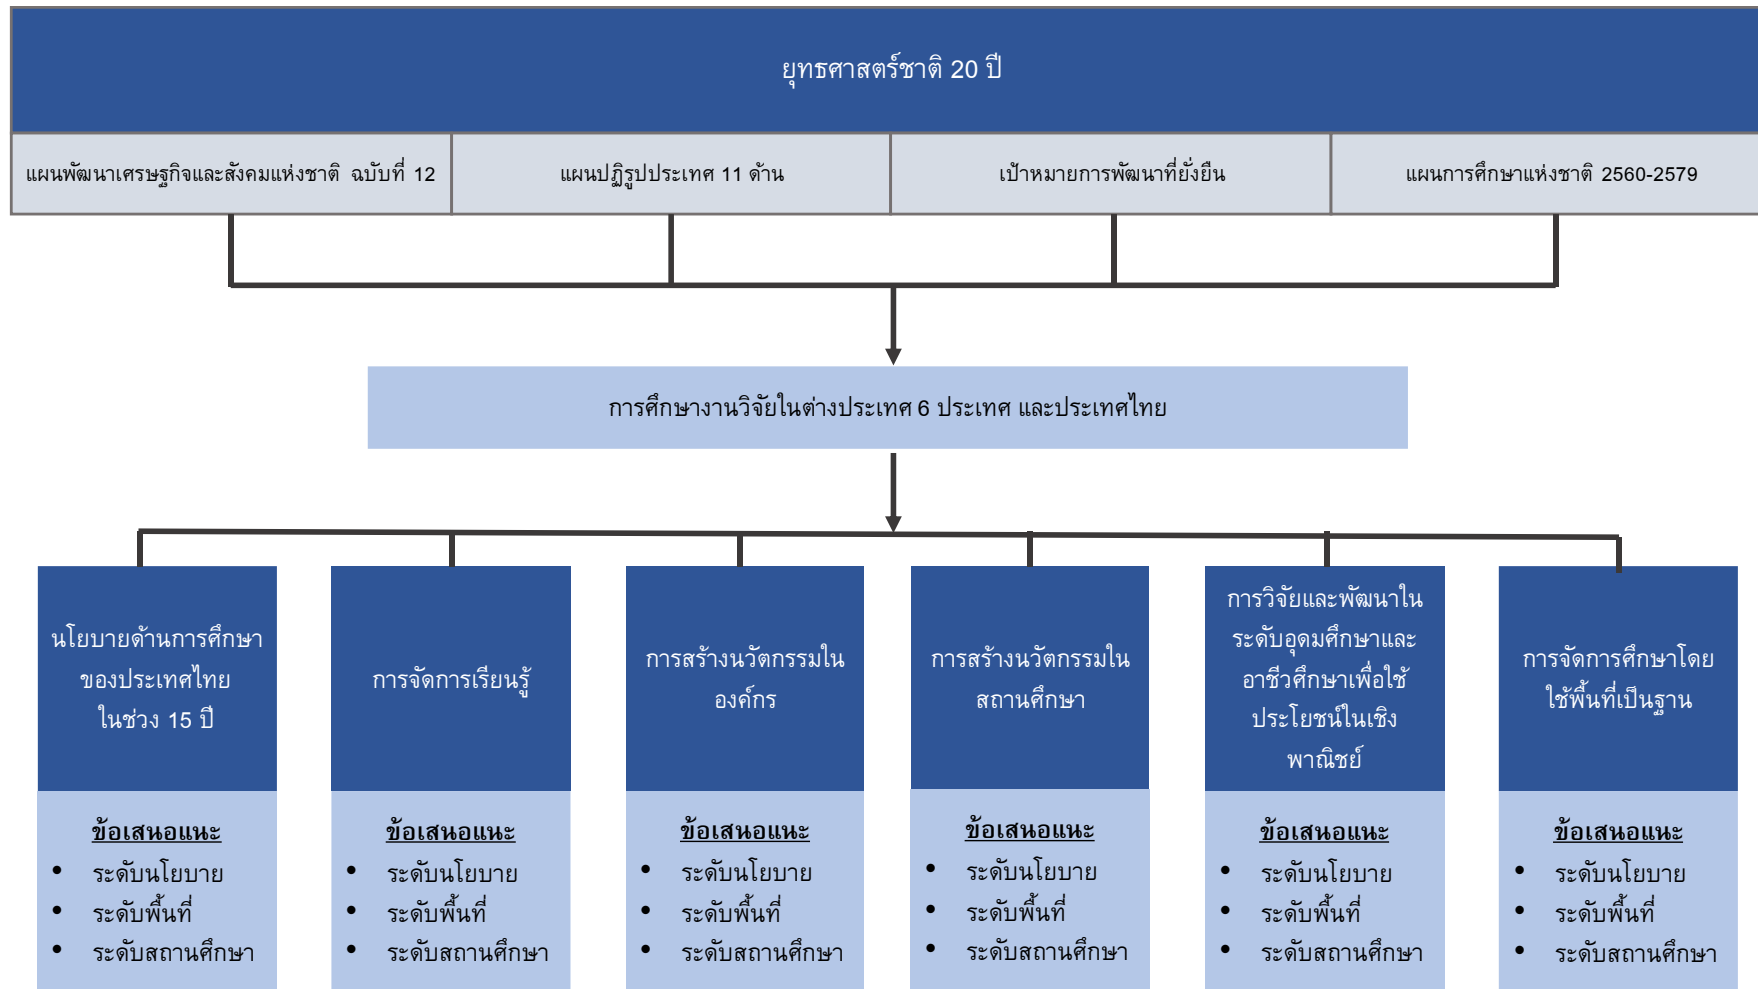 ยุทธศาสตร์ชาติ 20 ปี
แผนพัฒนาเศรษฐกิจและสังคมแห่งชาติ ฉบับที่ 12
แผนปฏิรูปประเทศ 11 ด้าน
เป้าหมายการพัฒนาที่ยั่งยืน
แผนการศึกษาแห่งชาติ 2560-2579
การศึกษางานวิจัยในต่างประเทศ 6 ประเทศ และประเทศไทย
นโยบายด้านการศึกษา
ของประเทศไทย
ในช่วง 15 ปี
ข้อเสนอแนะ
• ระดับนโยบาย
• ระดับพื้นที่
• ระดับสถานศึกษา
การจัดการเรียนรู้
ข้อเสนอแนะ
• ระดับนโยบาย
• ระดับพื้นที่
• ระดับสถานศึกษา
การสร้างนวัตกรรมใน
องค์กร
ข้อเสนอแนะ
• ระดับนโยบาย
• ระดับพื้นที่
• ระดับสถานศึกษา
การสร้างนวัตกรรมใน
สถานศึกษา
ข้อเสนอแนะ
• ระดับนโยบาย
• ระดับพื้นที่
• ระดับสถานศึกษา
การวิจัยและพัฒนาใน
ระดับอุดมศึกษาและ
อาชีวศึกษาเพื่อใช้
ประโยชน์ในเชิง
พาณิชย์
ข้อเสนอแนะ
• ระดับนโยบาย
• ระดับพื้นที่
• ระดับสถานศึกษา
การจัดการศึกษาโดย
ใช้พื้นที่เป็นฐาน
ข้อเสนอแนะ
• ระดับนโยบาย
• ระดับพื้นที่
• ระดับสถานศึกษา